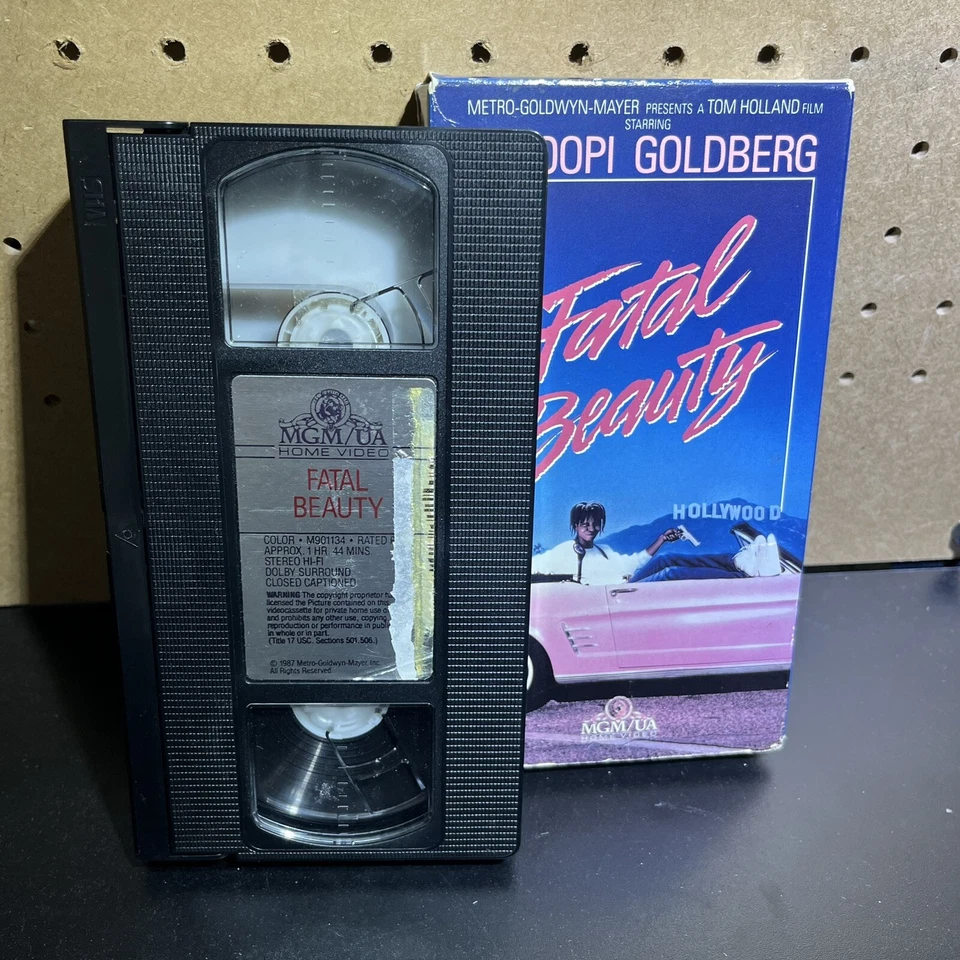 VHS
MGM/UA
HOME VIDEO
FATAL
BEAUTY
COLOR • M901134 • RATED
APPROX. 1 HR. 44 MINS.
STEREO HI-FI
DOLBY SURROUND
CLOSED CAPTIONED
WARNING The copyright proprietor
licensed the Picture contained on this
videocassette for private home use
and prohibits any other use, copying,
reproduction or performance in
in whole or in part.
(Title 17 USC. Sections 501,506.)
© 1987 Metro-Goldwyn-Mayer, Inc.
All Rights Reserved
METRO-GOLDWYN-MAYER PRESENTS A TOM HOLLAND FILM
STARRING
OOPI GOLDBERG
Fatal
Beauty
HOLLYWOOD
MGM/UA
HOME VIDEO